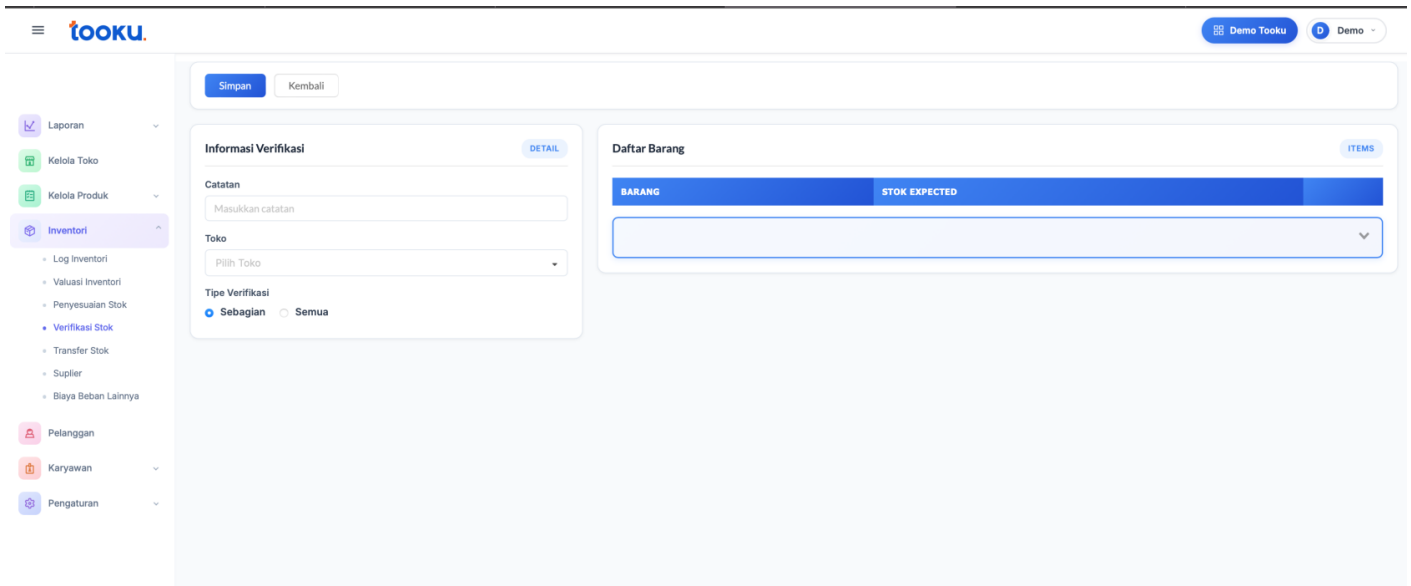 tooku.
Demo Tooku
D Demo
Simpan Kembali
Laporan
Kelola Toko
Kelola Produk
Inventori
Log Inventori
Valuasi Inventori
Penyesuaian Stok
Verifikasi Stok
Transfer Stok
Suplier
Biaya Beban Lainnya
Pelanggan
Karyawan
Pengaturan
Informasi Verifikasi DETAIL
Catatan
Masukkan catatan
Toko
Pilih Toko
Tipe Verifikasi
Sebagian Semua
Daftar Barang ITEMS
BARANG STOK EXPECTED